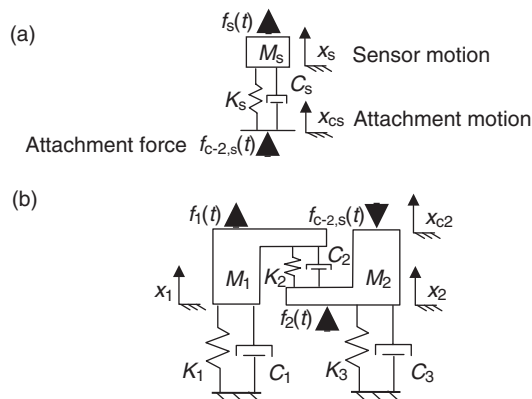 (a)
fs(t)
Ms
xs Sensor motion
Cs
Ks
xcs Attachment motion
Attachment force fc-2,s(t)
(b)
f1(t) fc-2,s(t)
xc2
C2
M1 K2 M2
x1 x2
f2(t)
K1 C1 K3 C3